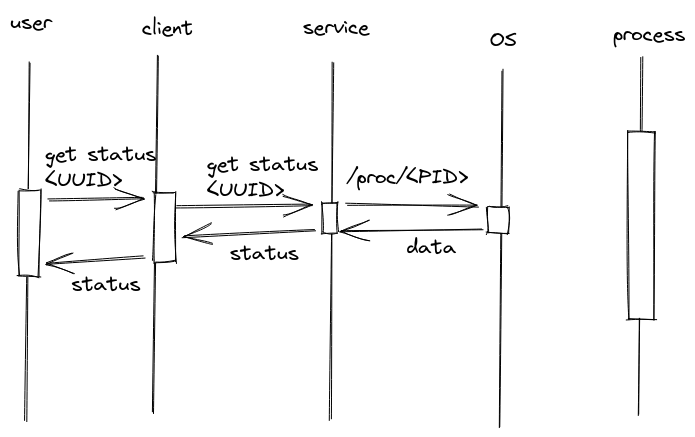 user
client
service
OS
process
get status
<UUID>
get status
<UUID>
/proc/<PID>
status
status
data